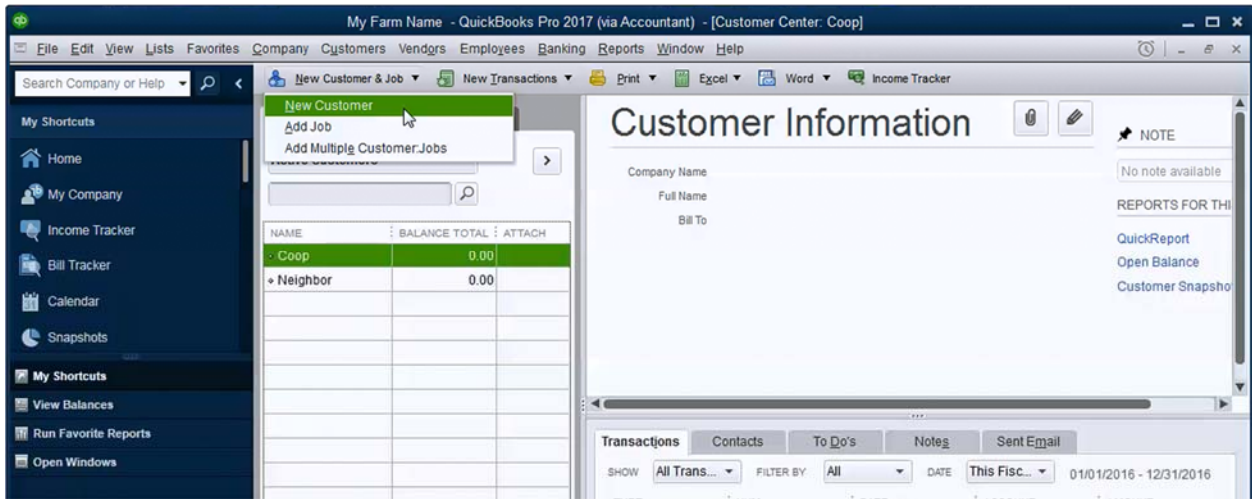 qb
My Farm Name - QuickBooks Pro 2017 (via Accountant) - [Customer Center: Coop]
File Edit View Lists Favorites Company Customers Vendors Employees Banking Reports Window Help
Search Company or Help
New Customer & Job New Transactions Print Excel Word Income Tracker
My Shortcuts
Home
My Company
Income Tracker
Bill Tracker
Calendar
Snapshots
My Shortcuts
View Balances
Run Favorite Reports
Open Windows
New Customer
Add Job
Add Multiple Customer:Jobs
NAME BALANCE TOTAL ATTACH
Coop 0.00
Neighbor 0.00
Customer Information
Company Name
Full Name
Bill To
NOTE
No note available
REPORTS FOR THI
QuickReport
Open Balance
Customer Snapsho
Transactions Contacts To Do's Notes Sent Email
SHOW All Trans... FILTER BY All DATE This Fisc... 01/01/2016 - 12/31/2016